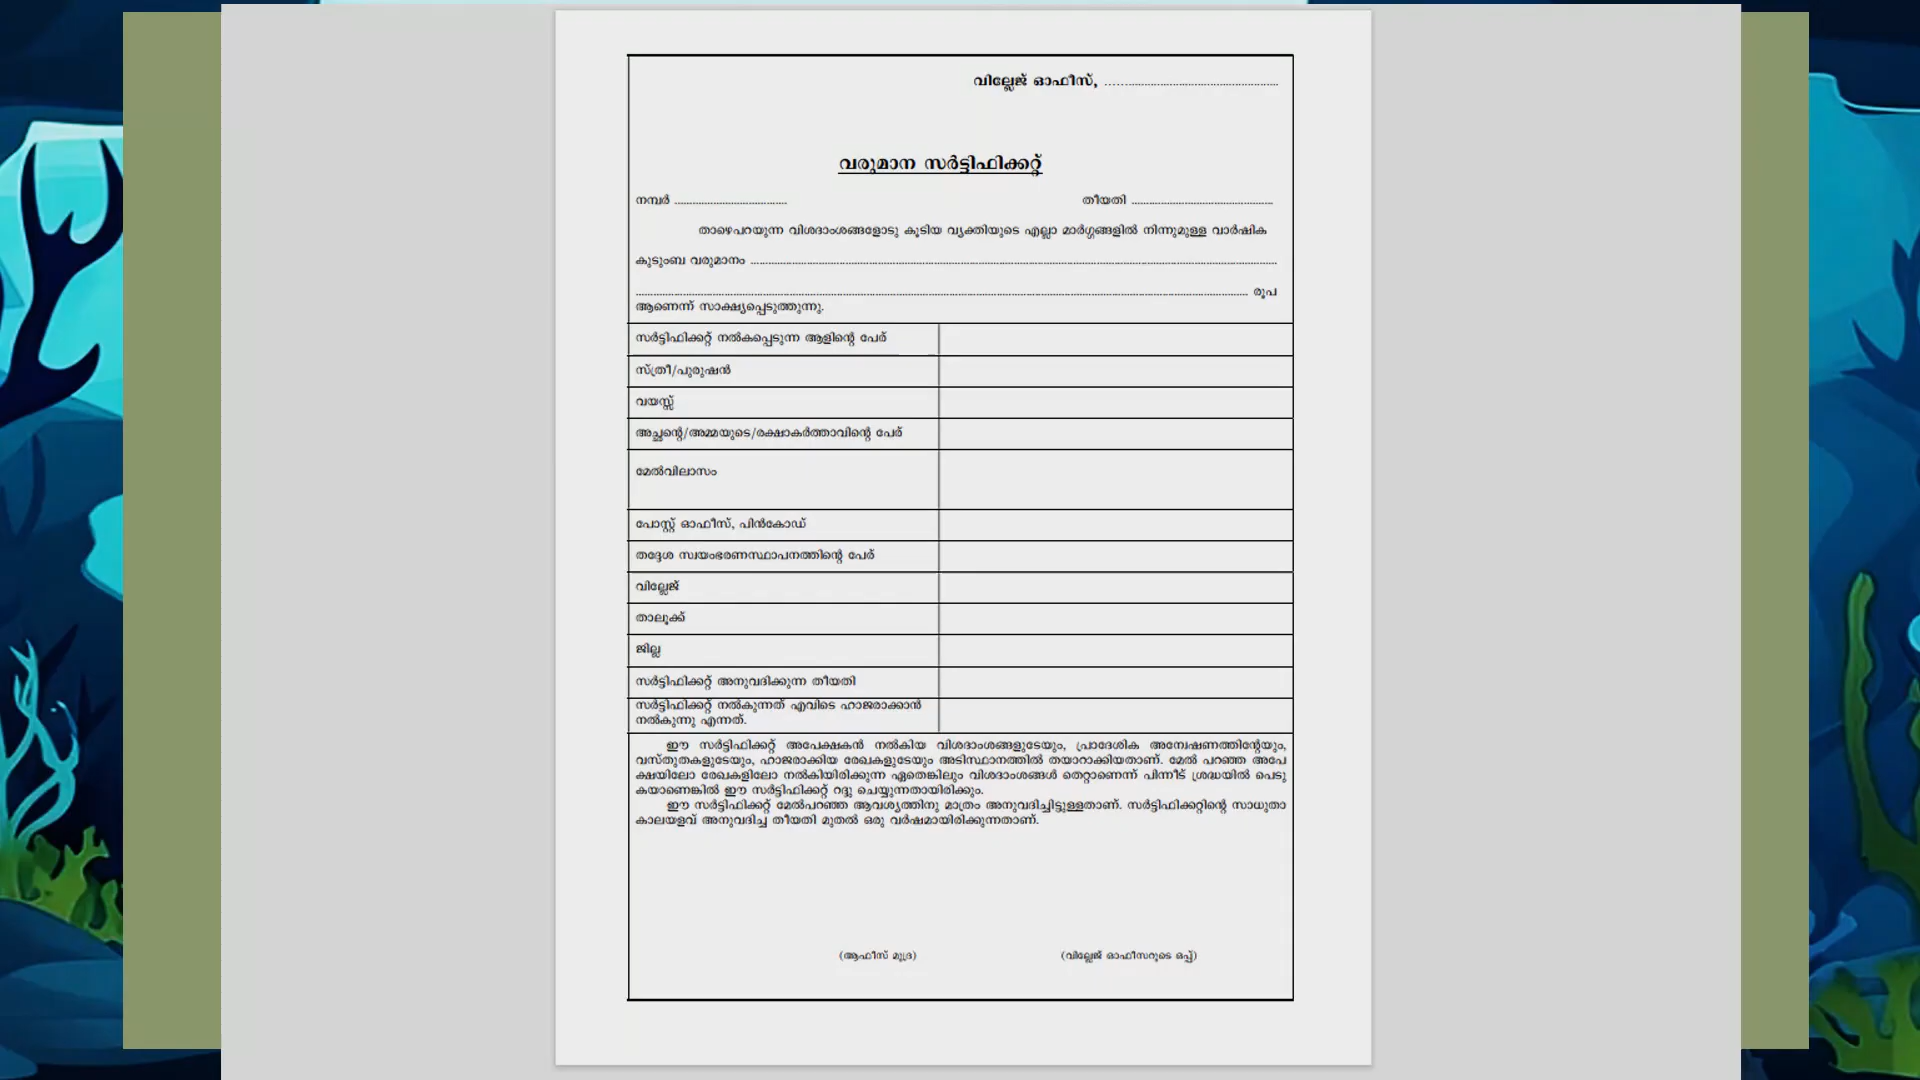 വില്ലേജ് ഓഫീസ്, ..........................................................
വരുമാന സർട്ടിഫിക്കറ്റ്
നമ്പർ .....................................
തീയതി ...............................................
താഴെപറയുന്ന വിശദാംശങ്ങളോടു കൂടിയ വ്യക്തിയുടെ എല്ലാ മാർഗ്ഗങ്ങളിൽ നിന്നുമുള്ള വാർഷിക
കുടുംബ വരുമാനം ..............................................................................................................................
.................................................................................................................................................. രൂപ
ആണെന്ന് സാക്ഷ്യപ്പെടുത്തുന്നു.
സർട്ടിഫിക്കറ്റ് നൽകപ്പെടുന്ന ആളിന്റെ പേര്
സ്ത്രീ/പുരുഷൻ
വയസ്സ്
അച്ഛന്റെ/അമ്മയുടെ/രക്ഷാകർത്താവിന്റെ പേര്
മേൽവിലാസം
പോസ്റ്റ് ഓഫീസ്, പിൻകോഡ്
തദ്ദേശ സ്വയംഭരണസ്ഥാപനത്തിന്റെ പേര്
വില്ലേജ്
താലൂക്ക്
ജില്ല
സർട്ടിഫിക്കറ്റ് അനുവദിക്കുന്ന തീയതി
സർട്ടിഫിക്കറ്റ് നൽകുന്നത് എവിടെ ഹാജരാക്കാൻ
നൽകുന്നു എന്നത്.
ഈ സർട്ടിഫിക്കറ്റ് അപേക്ഷകൻ നൽകിയ വിശദാംശങ്ങളുടേയും, പ്രാദേശിക അന്വേഷണത്തിന്റേയും,
വസ്തുതകളുടേയും, ഹാജരാക്കിയ രേഖകളുടേയും അടിസ്ഥാനത്തിൽ തയാറാക്കിയതാണ്. മേൽ പറഞ്ഞ അപേ
ക്ഷയിലോ രേഖകളിലോ നൽകിയിരിക്കുന്ന ഏതെങ്കിലും വിശദാംശങ്ങൾ തെറ്റാണെന്ന് പിന്നീട് ശ്രദ്ധയിൽ പെടു
കയാണെങ്കിൽ ഈ സർട്ടിഫിക്കറ്റ് റദ്ദു ചെയ്യുന്നതായിരിക്കും.
ഈ സർട്ടിഫിക്കറ്റ് മേൽപറഞ്ഞ ആവശ്യത്തിനു മാത്രം അനുവദിച്ചിട്ടുള്ളതാണ്. സർട്ടിഫിക്കറ്റിന്റെ സാധുതാ
കാലയളവ് അനുവദിച്ച തീയതി മുതൽ ഒരു വർഷമായിരിക്കുന്നതാണ്.
(ആഫീസ് മുദ്ര)
(വില്ലേജ് ഓഫീസറുടെ ഒപ്പ്)